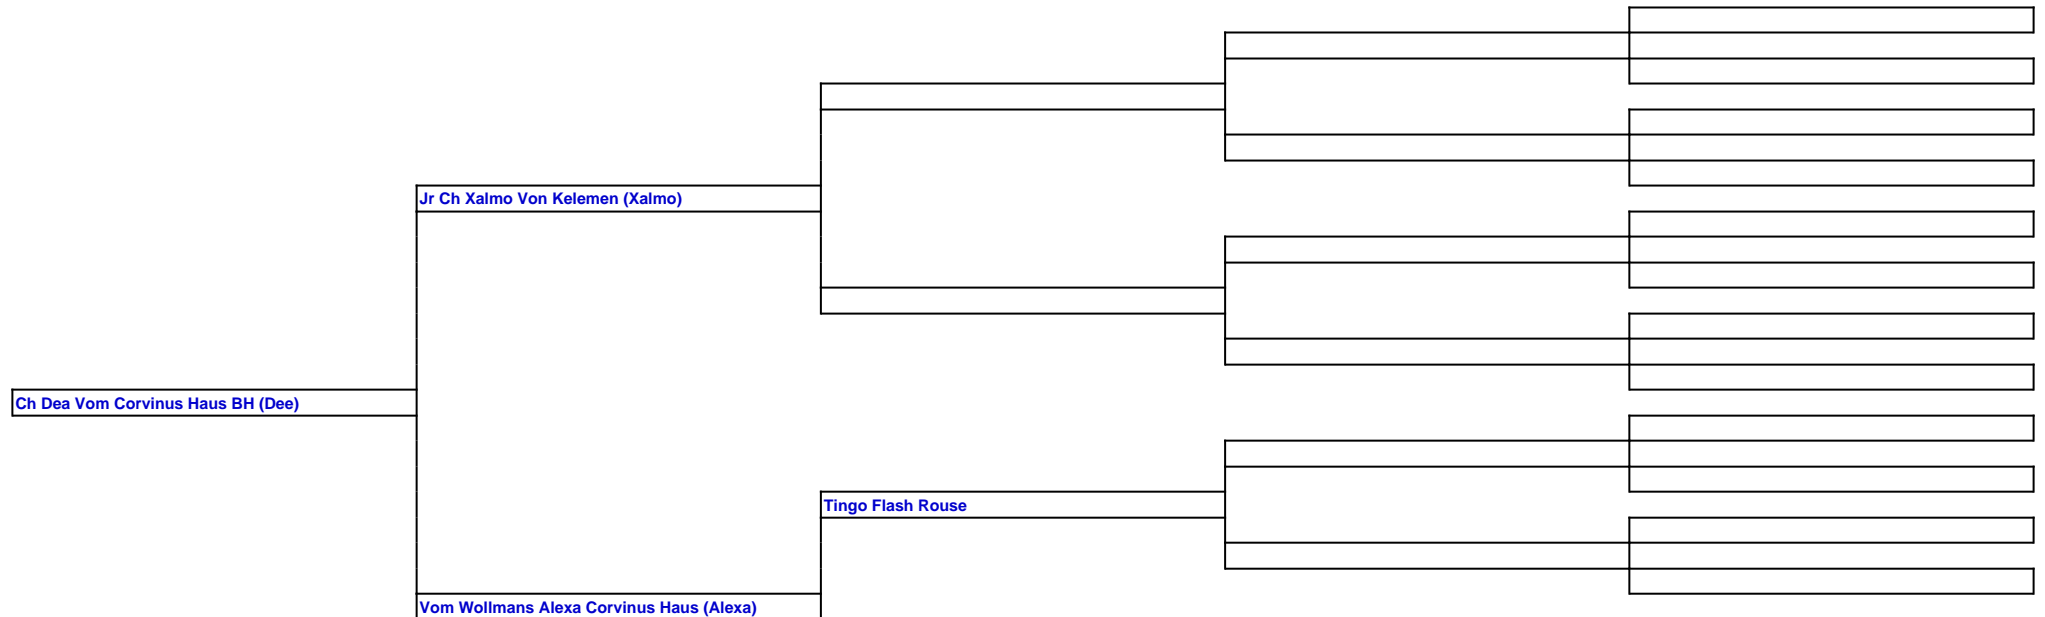 Jr Ch Xalmo Von Kelemen (Xalmo)
Ch Dea Vom Corvinus Haus BH (Dee)
Tingo Flash Rouse
Vom Wollmans Alexa Corvinus Haus (Alexa)